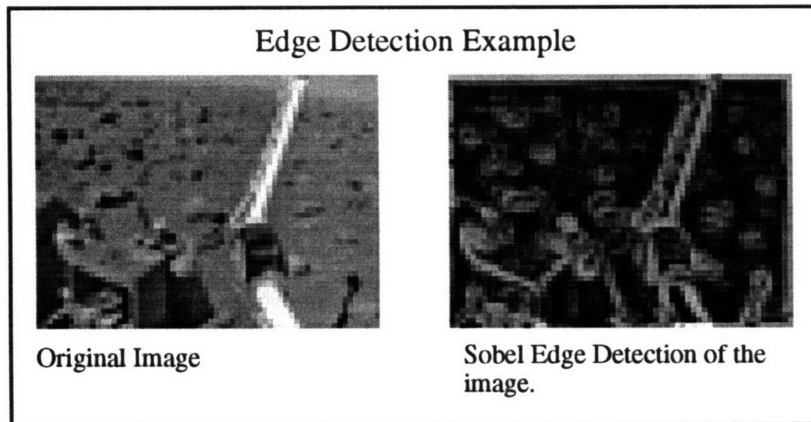 Edge Detection Example
Original Image
Sobel Edge Detection of the
image.